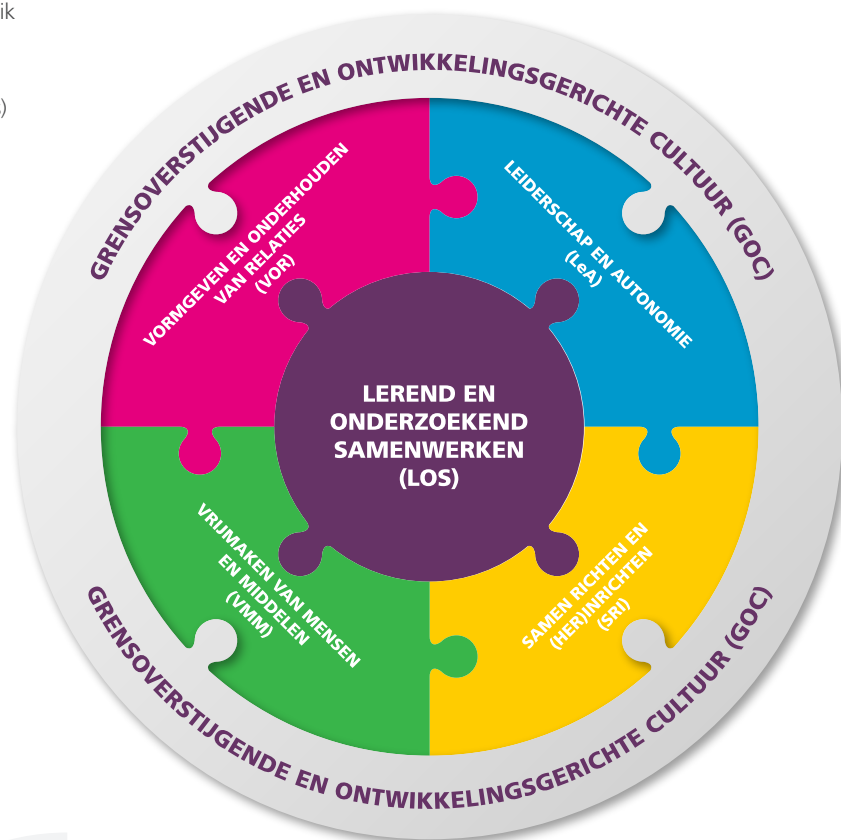 ik
)
GRENSOVERSTIJGENDE EN ONTWIKKELINGSGERICHTE CULTUUR (GOC)
VORMGEVEN EN ONDERHOUDEN
VAN RELATIES
(VOR)
LEIDERSCHAP EN AUTONOMIE
(LeA)
LEREND EN
ONDERZOEKEND
SAMENWERKEN
(LOS)
VRIJMAKEN VAN MENSEN
EN MIDDELEN
(VMM)
SAMEN RICHTEN EN
(HER)INRICHTEN
(SRI)
GRENSOVERSTIJGENDE EN ONTWIKKELINGSGERICHTE CULTUUR (GOC)